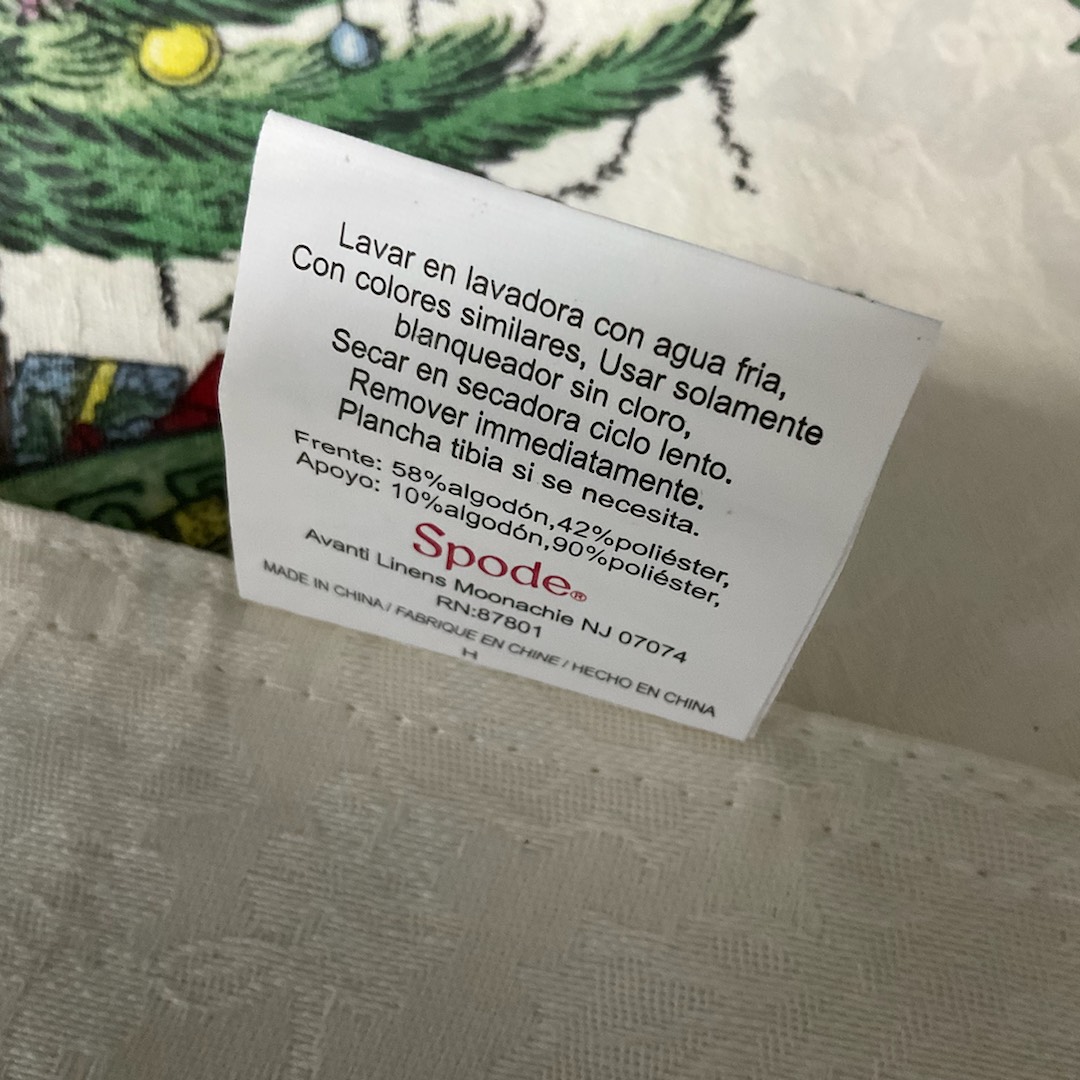 Lavar en lavadora con agua fria,
Con colores similares, Usar solamente
blanqueador sin cloro,
Secar en secadora ciclo lento.
Remover immediatamente.
Plancha tibia si se necesita.
Frente: 58%algodón,42%poliéster,
Apoyo: 10%algodón,90%poliéster,
Spode®
Avanti Linens Moonachie NJ 07074
RN:87801
MADE IN CHINA / FABRIQUE EN CHINE / HECHO EN CHINA
H